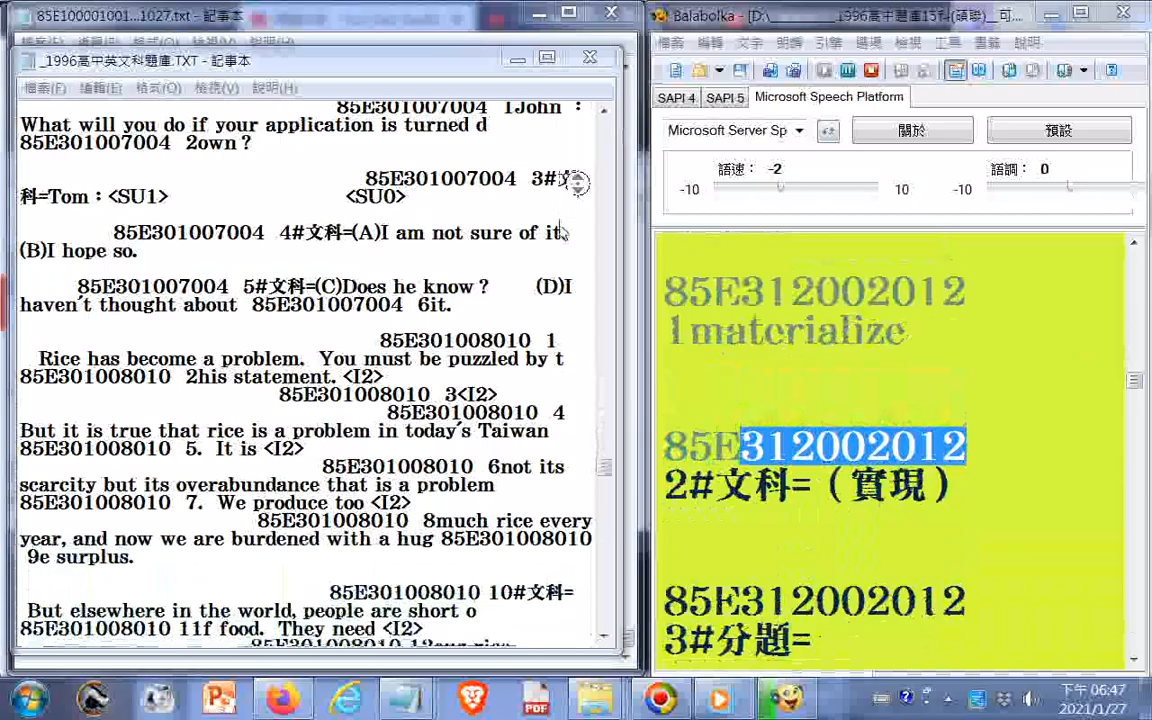 85E100001001...1027.txt - 記事本
_1996高中英文科題庫.TXT - 記事本
檔案(F) 編輯(E) 格式(O) 檢視(V) 說明(H)
85E301007004 1John：
What will you do if your application is turned d
85E301007004 2own？
85E301007004 3#文
科=Tom：<SU1> <SU0>
85E301007004 4#文科=(A)I am not sure of it.
(B)I hope so.
85E301007004 5#文科=(C)Does he know？ (D)I
haven't thought about 85E301007004 6it.
85E301008010 1
Rice has become a problem. You must be puzzled by t
85E301008010 2his statement. <I2>
85E301008010 3<I2>
85E301008010 4
But it is true that rice is a problem in today's Taiwan
85E301008010 5. It is <I2>
85E301008010 6not its
scarcity but its overabundance that is a problem
85E301008010 7. We produce too <I2>
85E301008010 8much rice every
year, and now we are burdened with a hug 85E301008010
9e surplus.
85E301008010 10#文科=
But elsewhere in the world, people are short o
85E301008010 11f food. They need <I2>
Balabolka - [D:\_1996高中題庫15科(碩聯)__可...
檔案 編輯 文字 朗讀 引擎 選項 檢視 工具 書籤 說明
SAPI 4 SAPI 5 Microsoft Speech Platform
Microsoft Server Sp 關於 預設
語速： -2 語調： 0
-10 10 -10
85E312002012
1materialize
85E312002012
2#文科=（實現）
85E312002012
3#分題=
PDF
下午 06:47
2021/1/27